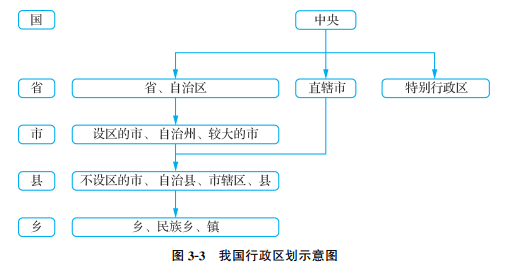 国 中央
省 省、自治区 直辖市 特别行政区
市 设区的市、自治州、较大的市
县 不设区的市、自治县、市辖区、县
乡 乡、民族乡、镇
图 3-3 我国行政区划示意图